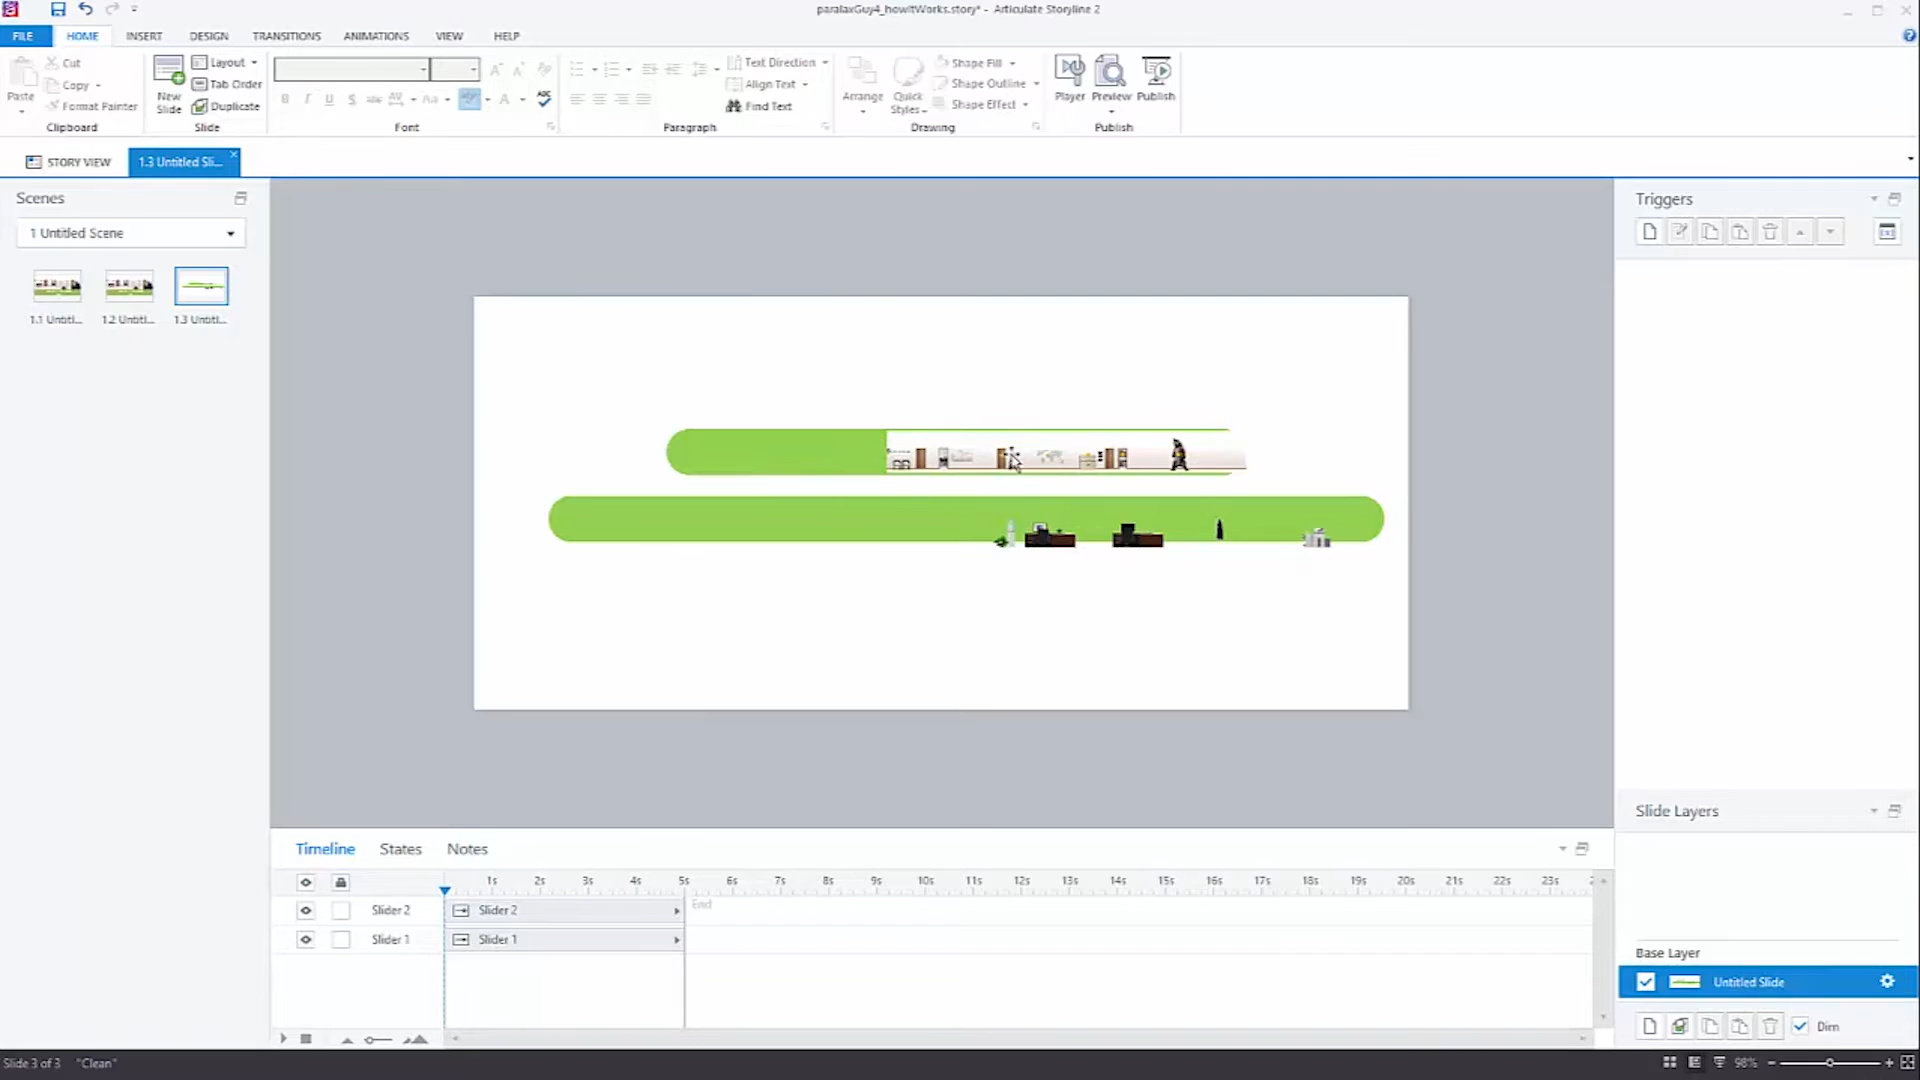 paralaxGuy4_howItWorks.story* - Articulate Storyline 2
FILE HOME INSERT DESIGN TRANSITIONS ANIMATIONS VIEW HELP
Paste Cut Copy Format Painter Clipboard
New Slide Layout Tab Order Duplicate Slide
Font
Text Direction Align Text Find Text Paragraph
Arrange Quick Styles Shape Fill Shape Outline Shape Effect Drawing
Player Preview Publish Publish
STORY VIEW 1.3 Untitled Sli...
Scenes
1 Untitled Scene
1.1 Untitl... 1.2 Untitl... 1.3 Untitl...
Triggers
Slide Layers
Base Layer
Untitled Slide
Dim
Timeline States Notes
1s 2s 3s 4s 5s 6s 7s 8s 9s 10s 11s 12s 13s 14s 15s 16s 17s 18s 19s 20s 21s 22s 23s
Slider 2 Slider 2 End
Slider 1 Slider 1
Slide 3 of 3 "Clean" 98%